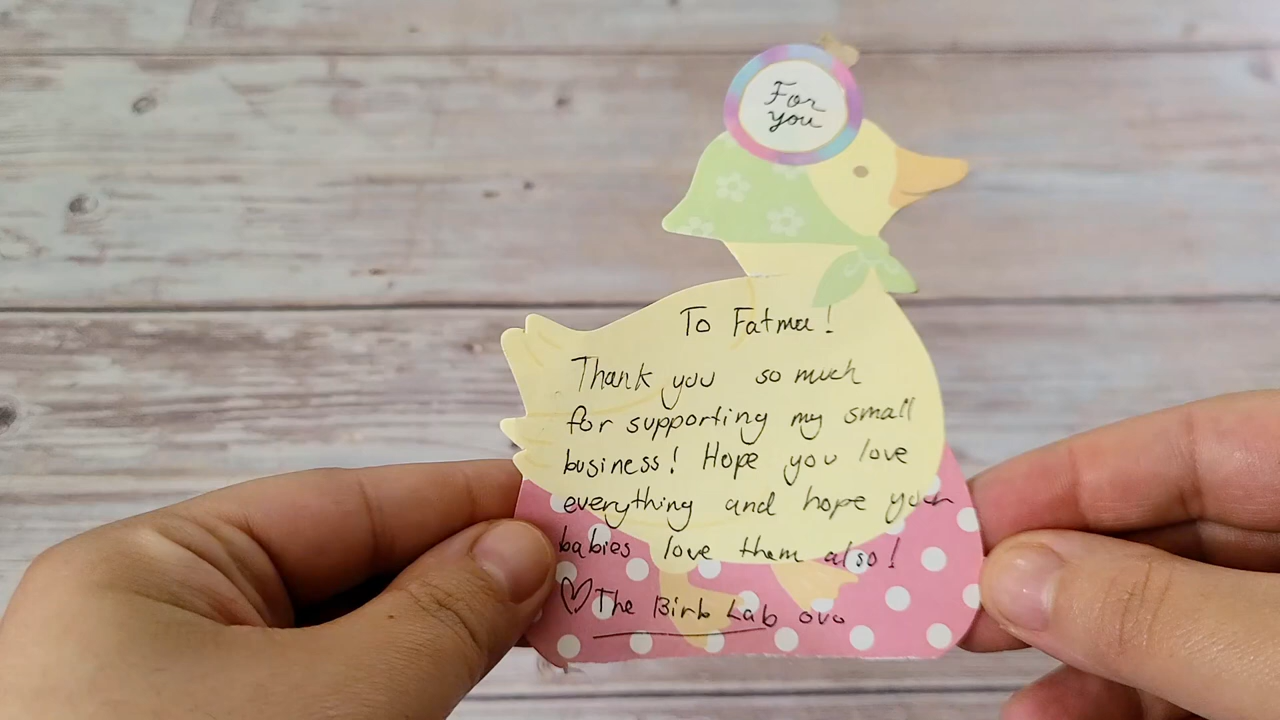 For
you
To Fatma!
Thank you so much
for supporting my small
business! Hope you love
everything and hope your
babies love them also!
♡ The Birb Lab ovo